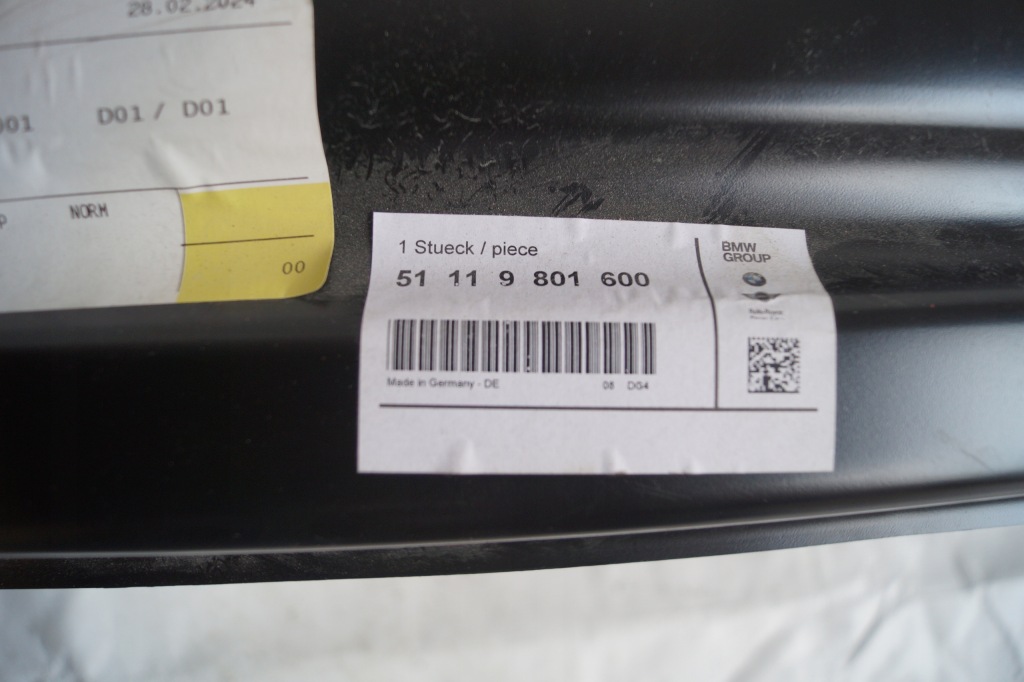 28.02.2024
001 D01 / D01
P NORM
00
1 Stueck / piece
51 11 9 801 600
Made in Germany - DE 08 DG4
BMW
GROUP